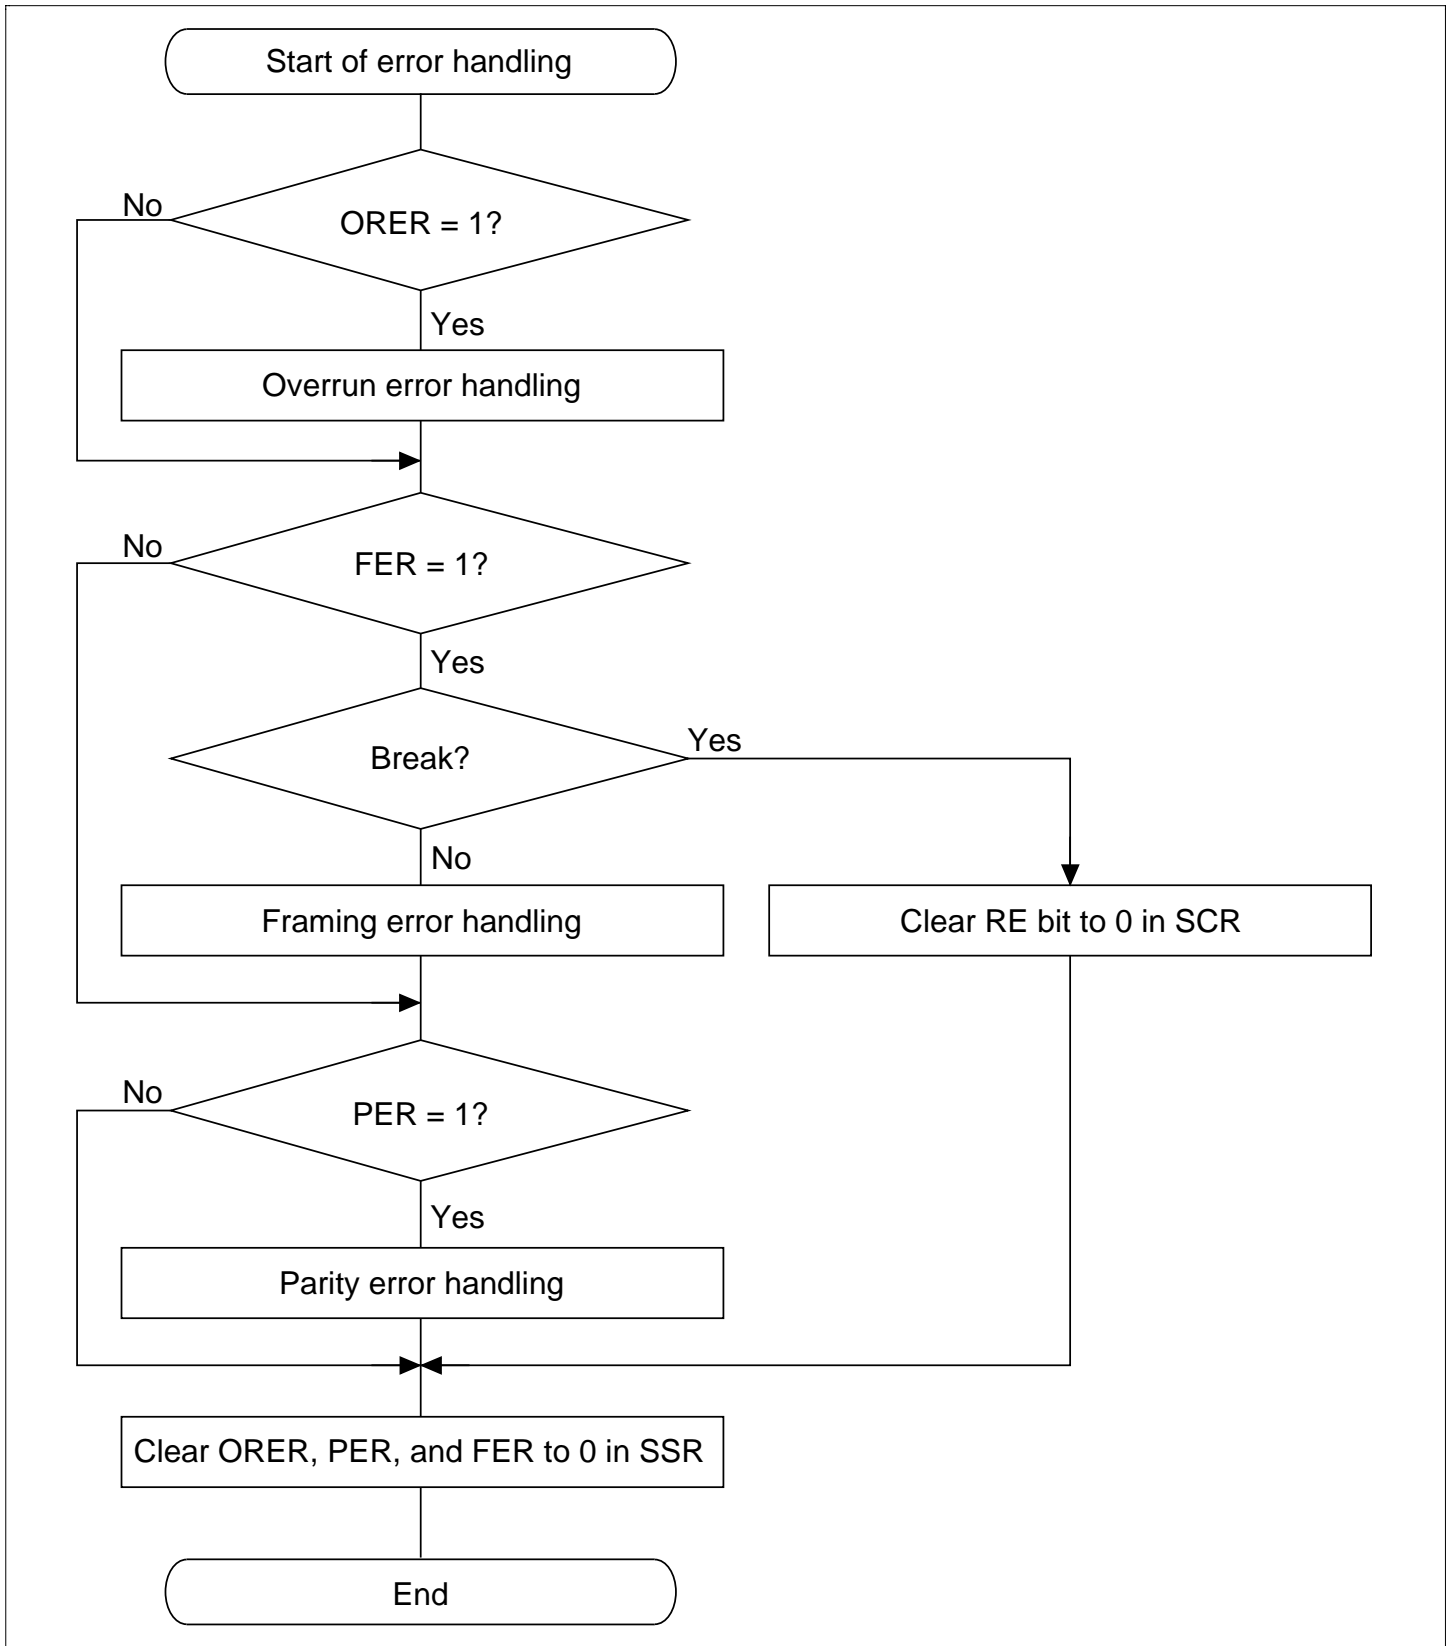 Start of error handling
No
ORER = 1?
Yes
Overrun error handling
No
FER = 1?
Yes
Break?
Yes
No
Framing error handling
Clear RE bit to 0 in SCR
No
PER = 1?
Yes
Parity error handling
Clear ORER, PER, and FER to 0 in SSR
End